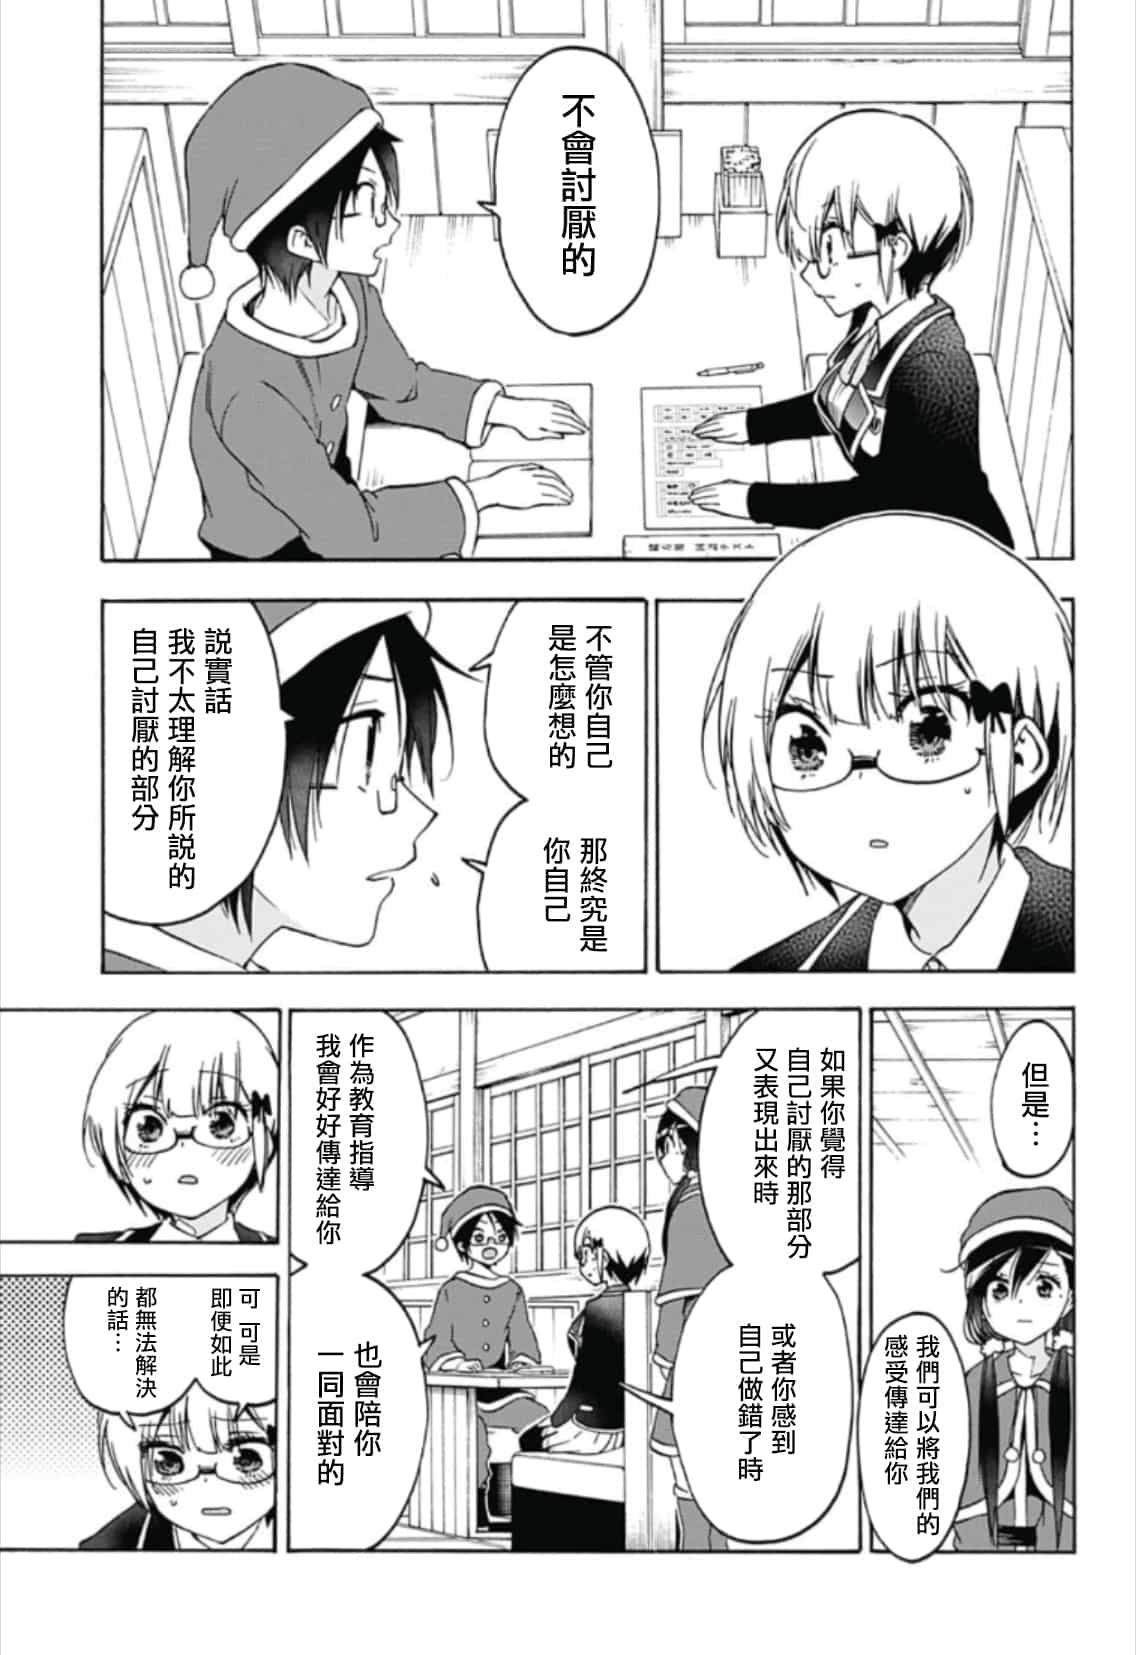 不會討厭的
不管你自己
是怎麼想的
那終究是
你自己
説實話
我不太理解你所説的
自己討厭的部分
但是…
我們可以將我們的
感受傳達給你
如果你覺得
自己討厭的那部分
又表現出來時
或者你感到
自己做錯了時
作為教育指導
我會好好傳達給你
也會陪你
一同面對的
可 可是
即便如此
都無法解決
的話…